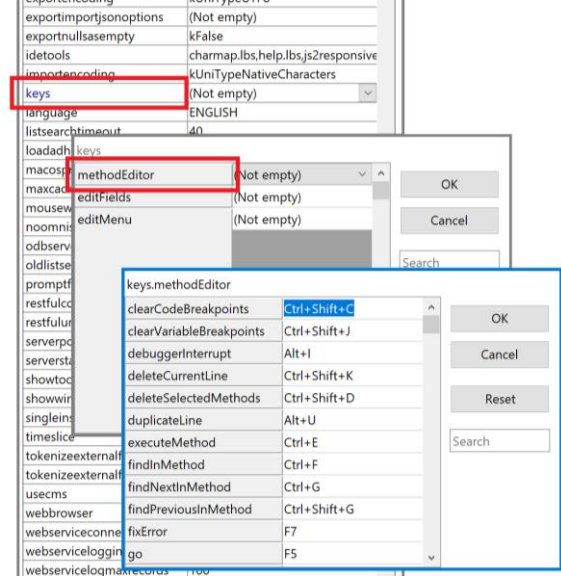 exportimportjsonoptions (Not empty)
exportnullsasempty kFalse
idetools charmap.lbs,help.lbs,js2responsive
importencoding kUniTypeNativeCharacters
keys (Not empty)
language ENGLISH
listsearchtimeout 40
keys
methodEditor (Not empty)
editFields (Not empty)
editMenu (Not empty)
OK
Cancel
Search
keys.methodEditor
clearCodeBreakpoints Ctrl+Shift+C
clearVariableBreakpoints Ctrl+Shift+J
debuggerInterrupt Alt+I
deleteCurrentLine Ctrl+Shift+K
deleteSelectedMethods Ctrl+Shift+D
duplicateLine Alt+U
executeMethod Ctrl+E
findInMethod Ctrl+F
findNextInMethod Ctrl+G
findPreviousInMethod Ctrl+Shift+G
fixError F7
go F5
OK
Cancel
Reset
Search
timeslice
usecms
webbrowser
webservicelogmaxrecords 100